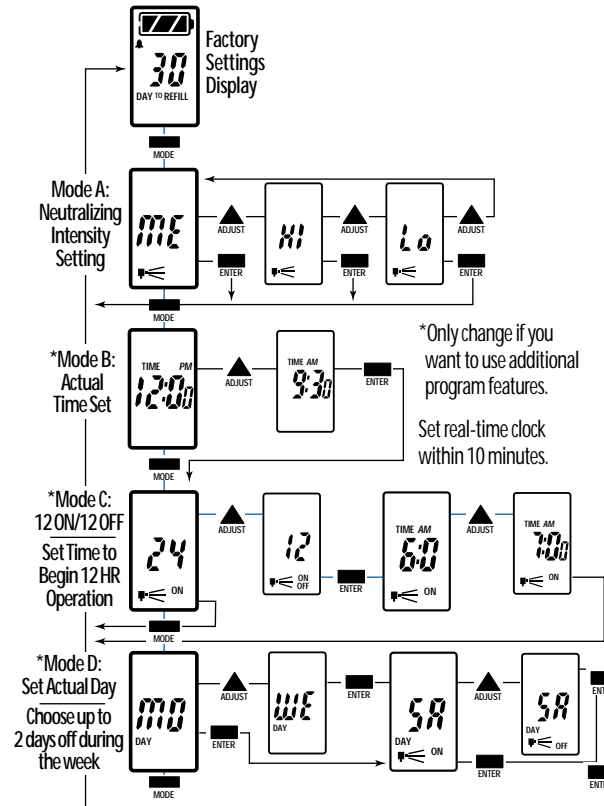 30
DAY TO REFILL
Factory
Settings
Display
MODE
Mode A:
Neutralizing
Intensity
Setting
ME
ADJUST
ENTER
HI
ADJUST
ENTER
Lo
ADJUST
ENTER
MODE
*Mode B:
Actual
Time Set
TIME PM
12:00
ADJUST
TIME AM
9:30
ENTER
*Only change if you
want to use additional
program features.
Set real-time clock
within 10 minutes.
MODE
*Mode C:
12 ON/12 OFF
Set Time to
Begin 12 HR
Operation
24
ON
ADJUST
12
ON
OFF
ENTER
TIME AM
6:0
ON
ADJUST
TIME AM
7:00
ON
MODE
*Mode D:
Set Actual Day
Choose up to
2 days off during
the week
MO
DAY
ADJUST
ENTER
WE
DAY
ENTER
SA
DAY
ON
ADJUST
ENTER
SA
DAY
OFF
ENT
ENT
MODE